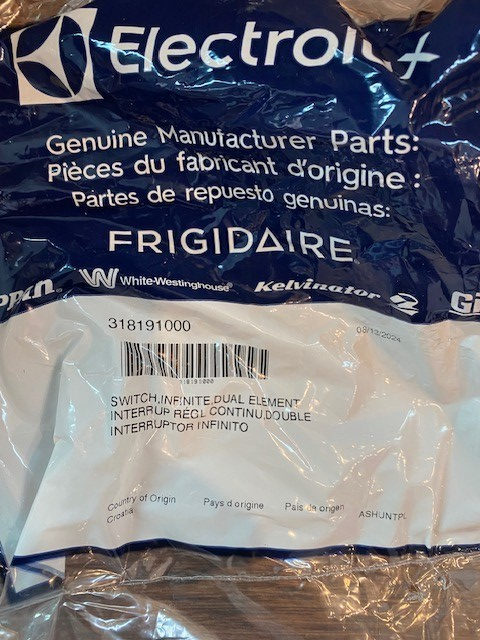 Electrolux
Genuine Manufacturer Parts:
Pièces du fabricant d'origine :
Partes de repuesto genuinas:
FRIGIDAIRE
White-Westinghouse®
Kelvinator
Gi
318191000
08/13/2024
SWITCH,INFINITE,DUAL ELEMENT
INTERRUP RÉGL CONTINU,DOUBLE
INTERRUPTOR INFINITO
Country of Origin Pays d origine Pais de origen ASHUNTPL
Croatia